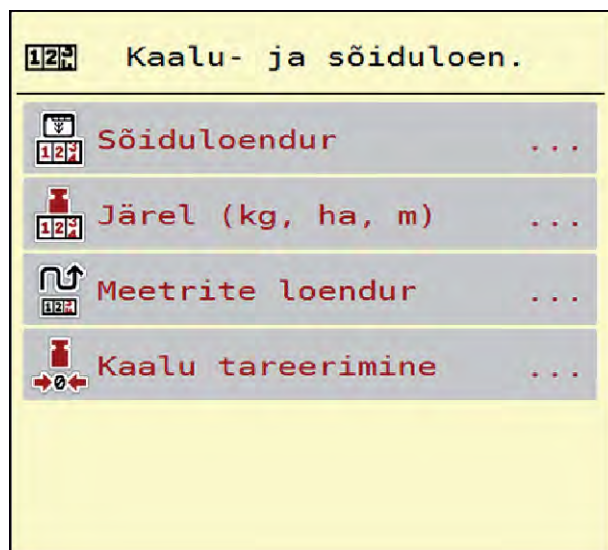 Kaalu- ja sõiduloen.
Sõiduloendur ...
Järel (kg, ha, m) ...
Meetrite loendur ...
Kaalu tareerimine ...